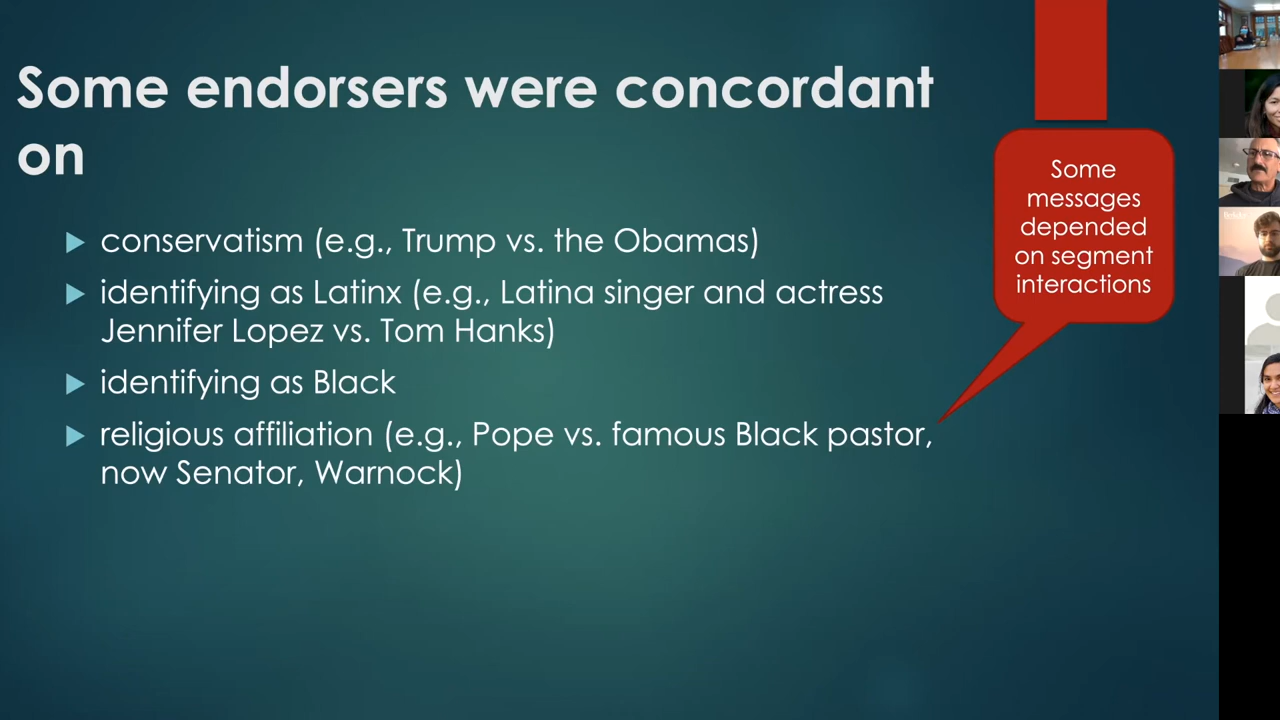 Some endorsers were concordant
on
conservatism (e.g., Trump vs. the Obamas)
identifying as Latinx (e.g., Latina singer and actress
Jennifer Lopez vs. Tom Hanks)
identifying as Black
religious affiliation (e.g., Pope vs. famous Black pastor,
now Senator, Warnock)
Some
messages
depended
on segment
interactions